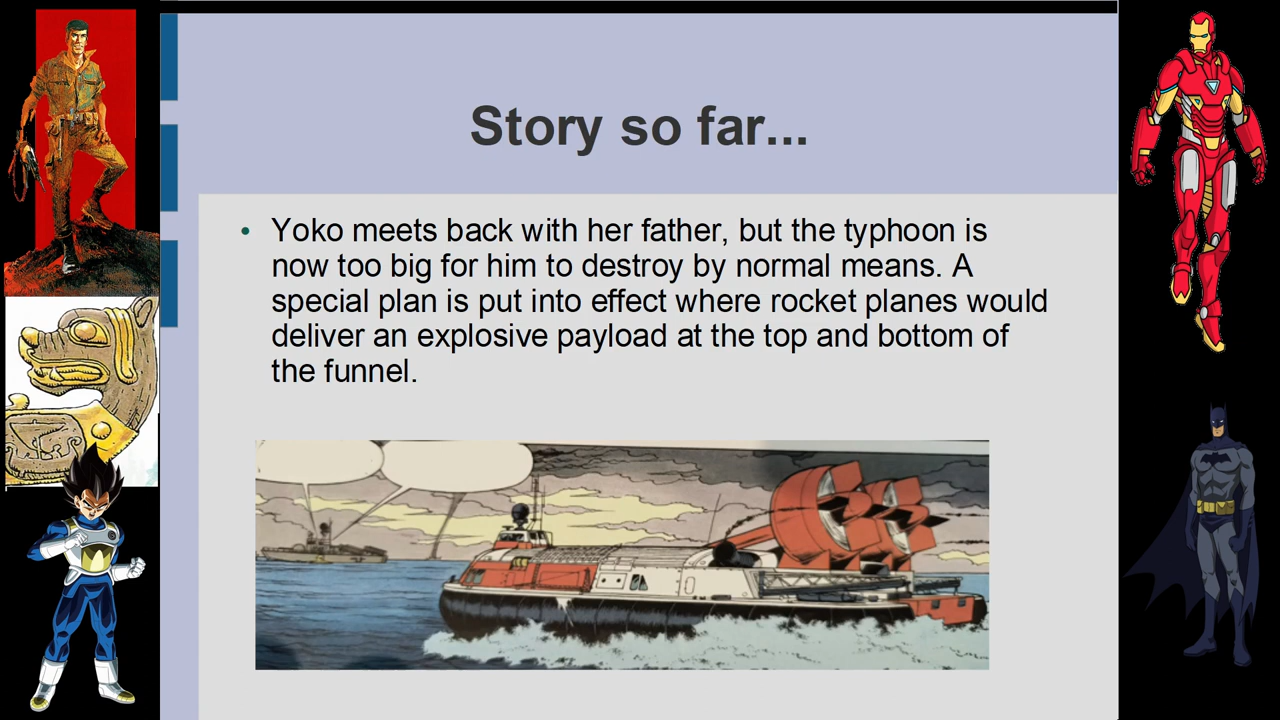 Story so far...
• Yoko meets back with her father, but the typhoon is
now too big for him to destroy by normal means. A
special plan is put into effect where rocket planes would
deliver an explosive payload at the top and bottom of
the funnel.